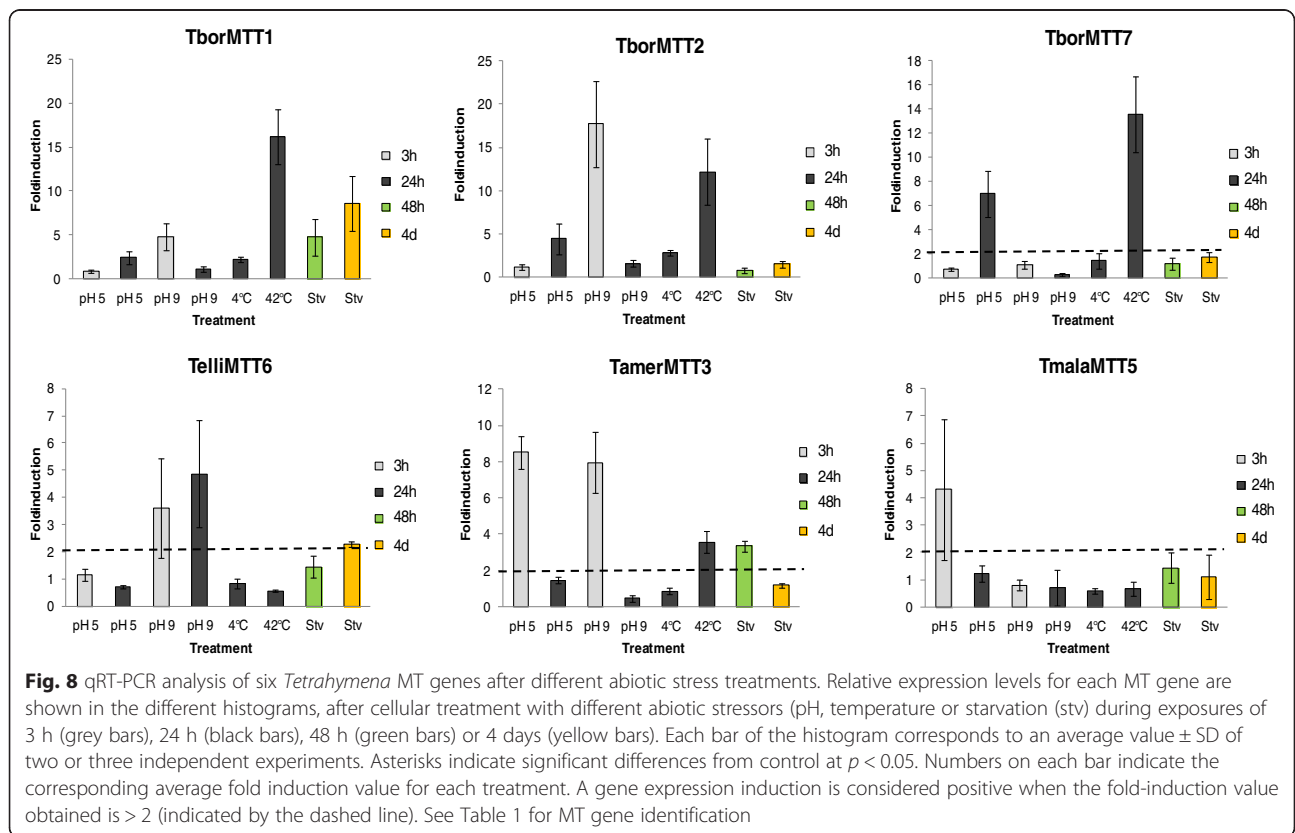 TborMTT1
25
20
15
10
5
0
Foldinduction
pH 5 pH 5 pH 9 pH 9 4°C 42°C Stv Stv
Treatment
3h
24h
48h
4d
TborMTT2
25
20
15
10
5
0
Foldinduction
pH 5 pH 5 pH 9 pH 9 4°C 42°C Stv Stv
Treatment
3h
24h
48h
4d
TborMTT7
18
16
14
12
10
8
6
4
2
0
Foldinduction
pH 5 pH 5 pH 9 pH 9 4°C 42°C Stv Stv
Treatment
3h
24h
48h
4d
TelliMTT6
8
7
6
5
4
3
2
1
0
Foldinduction
pH 5 pH 5 pH 9 pH 9 4°C 42°C Stv Stv
Treatment
3h
24h
48h
4d
TamerMTT3
12
10
8
6
4
2
0
Foldinduction
pH 5 pH 5 pH 9 pH 9 4°C 42°C Stv Stv
Treatment
3h
24h
48h
4d
TmalaMTT5
8
7
6
5
4
3
2
1
0
Foldinduction
pH 5 pH 5 pH 9 pH 9 4°C 42°C Stv Stv
Treatment
3h
24h
48h
4d
Fig. 8 qRT-PCR analysis of six Tetrahymena MT genes after different abiotic stress treatments. Relative expression levels for each MT gene are
shown in the different histograms, after cellular treatment with different abiotic stressors (pH, temperature or starvation (stv) during exposures of
3 h (grey bars), 24 h (black bars), 48 h (green bars) or 4 days (yellow bars). Each bar of the histogram corresponds to an average value ± SD of
two or three independent experiments. Asterisks indicate significant differences from control at p < 0.05. Numbers on each bar indicate the
corresponding average fold induction value for each treatment. A gene expression induction is considered positive when the fold-induction value
obtained is > 2 (indicated by the dashed line). See Table 1 for MT gene identification